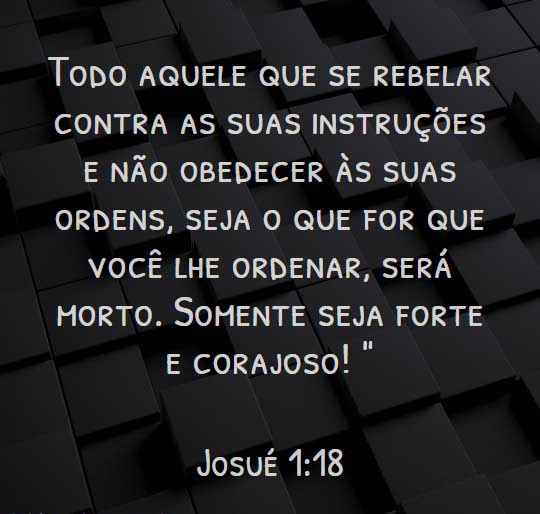 Todo aquele que se rebelar
contra as suas instruções
e não obedecer às suas
ordens, seja o que for que
você lhe ordenar, será
morto. Somente seja forte
e corajoso! "
Josué 1:18